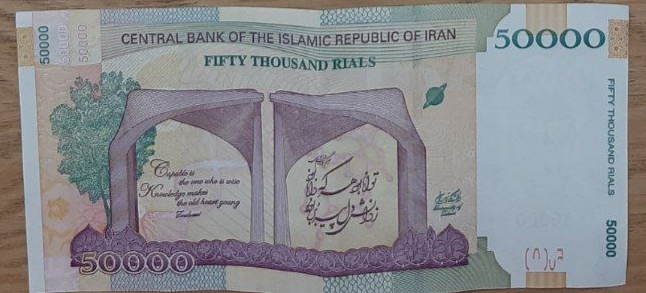 CENTRAL BANK OF THE ISLAMIC REPUBLIC OF IRAN
FIFTY THOUSAND RIALS
50000
50000
50000
50000
FIFTY THOUSAND RIALS
50000
Capable is
the one who is wise
Knowledge makes
the old heart young
توانا بود هر که دانا بود
ز دانش دل پیر برنا بود
50000